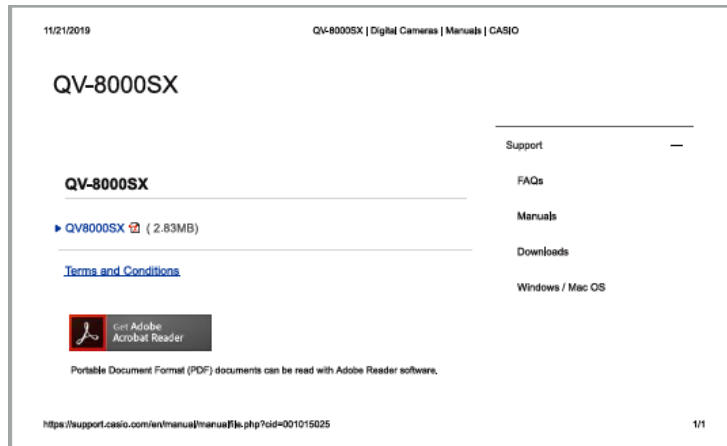 11/21/2019 QV-8000SX | Digital Cameras | Manuals | CASIO
QV-8000SX
Support —
QV-8000SX
FAQs
Manuals
QV8000SX ( 2.83MB)
Downloads
Terms and Conditions
Windows / Mac OS
Get Adobe
Acrobat Reader
Portable Document Format (PDF) documents can be read with Adobe Reader software.
https://support.casio.com/en/manual/manualfile.php?cid=001015025 1/1